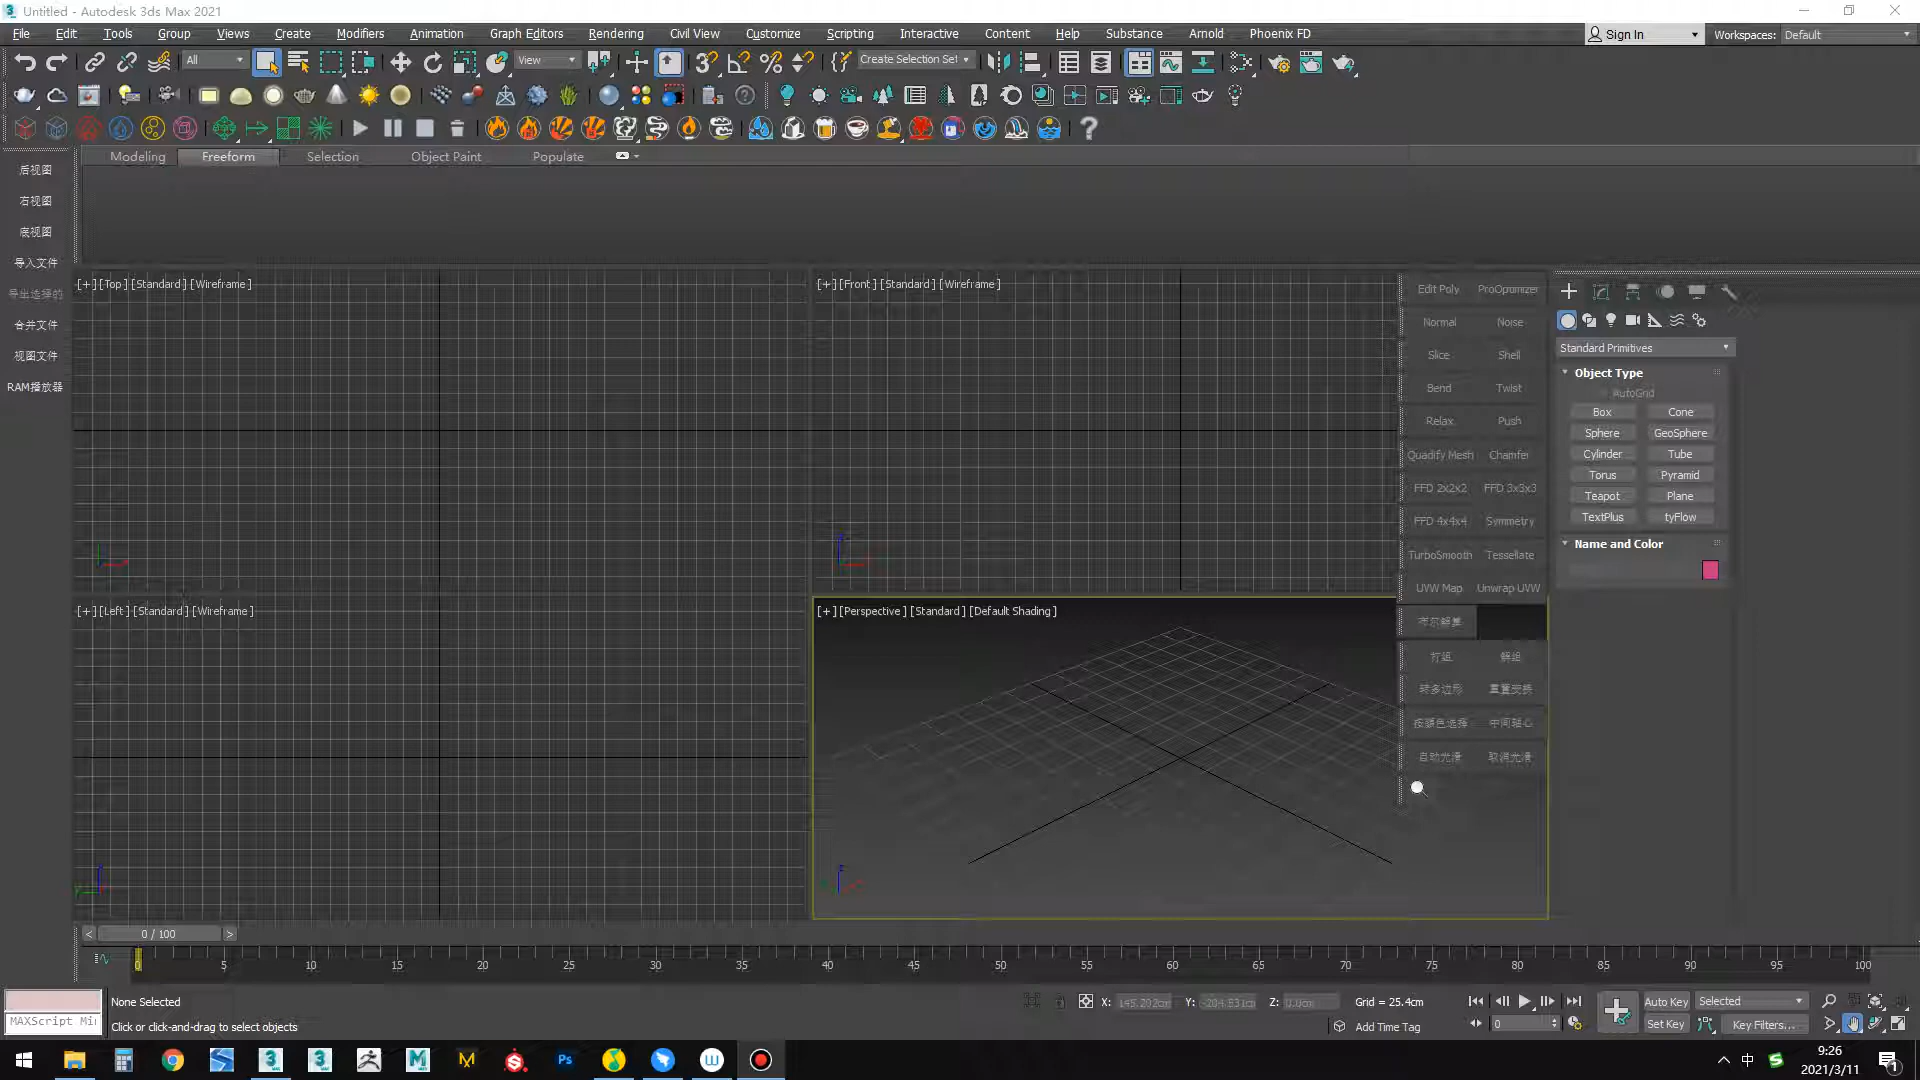 Untitled - Autodesk 3ds Max 2021
File Edit Tools Group Views Create Modifiers Animation Graph Editors Rendering Civil View Customize Scripting Interactive Content Help Substance Arnold Phoenix FD Sign In Workspaces: Default
All View Create Selection Set
Modeling Freeform Selection Object Paint Populate
后视图
右视图
底视图
导入文件
导出选择的
合并文件
视图文件
RAM播放器
[+] [Top] [Standard] [Wireframe]
[+] [Front] [Standard] [Wireframe]
[+] [Left] [Standard] [Wireframe]
[+] [Perspective] [Standard] [Default Shading]
Edit Poly ProOptimizer
Normal Noise
Slice Shell
Bend Twist
Relax Push
Quadify Mesh Chamfer
FFD 2x2x2 FFD 3x3x3
FFD 4x4x4 Symmetry
TurboSmooth Tessellate
UVW Map Unwrap UVW
打组 解组
转多边形 重置变换
按颜色选择 中间轴心
自动光滑 取消光滑
Standard Primitives
Object Type
AutoGrid
Box Cone
Sphere GeoSphere
Cylinder Tube
Torus Pyramid
Teapot Plane
TextPlus tyFlow
Name and Color
< 0 / 100 >
0 5 10 15 20 25 30 35 40 45 50 55 60 65 70 75 80 85 90 95 100
None Selected
X: 145.202cm Y: -204.531cm Z: 0.0cm Grid = 25.4cm
Auto Key Selected
MAXScript Mi
Click or click-and-drag to select objects
Add Time Tag
0
Set Key Key Filters...
中
9:26
2021/3/11
1